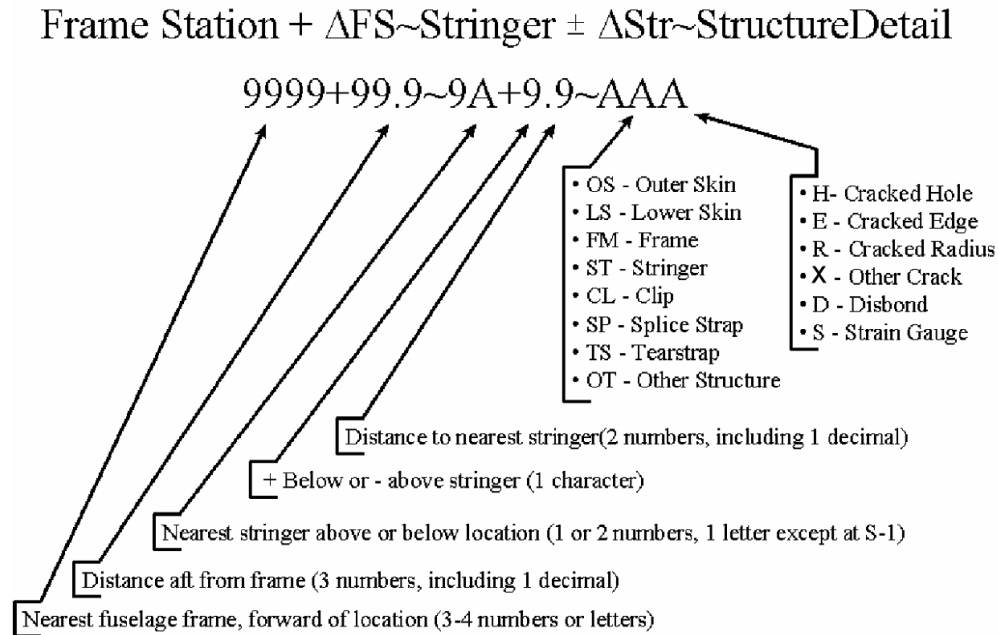 Frame Station + ΔFS~Stringer ± ΔStr~StructureDetail
9999+99.9~9A+9.9~AAA
• OS - Outer Skin
• LS - Lower Skin
• FM - Frame
• ST - Stringer
• CL - Clip
• SP - Splice Strap
• TS - Tearstrap
• OT - Other Structure
• H- Cracked Hole
• E - Cracked Edge
• R - Cracked Radius
• X - Other Crack
• D - Disbond
• S - Strain Gauge
Distance to nearest stringer(2 numbers, including 1 decimal)
+ Below or - above stringer (1 character)
Nearest stringer above or below location (1 or 2 numbers, 1 letter except at S-1)
Distance aft from frame (3 numbers, including 1 decimal)
Nearest fuselage frame, forward of location (3-4 numbers or letters)